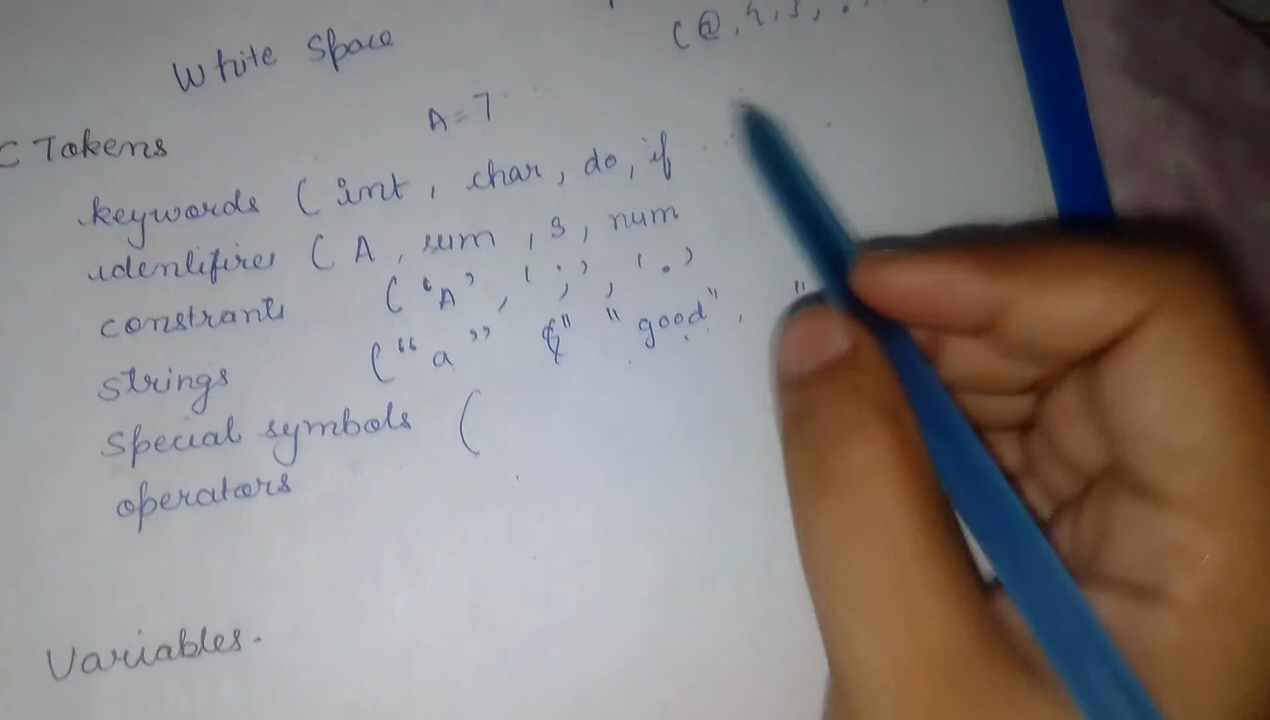 (@, {, },
White Space
A = 7
C Tokens
keywords ( int , char , do , if
identifires ( A , sum , s , num
constrants ( 'A' , ';' , '.'
strings ( "a" " good" , "
Special symbols (
operators
Variables.